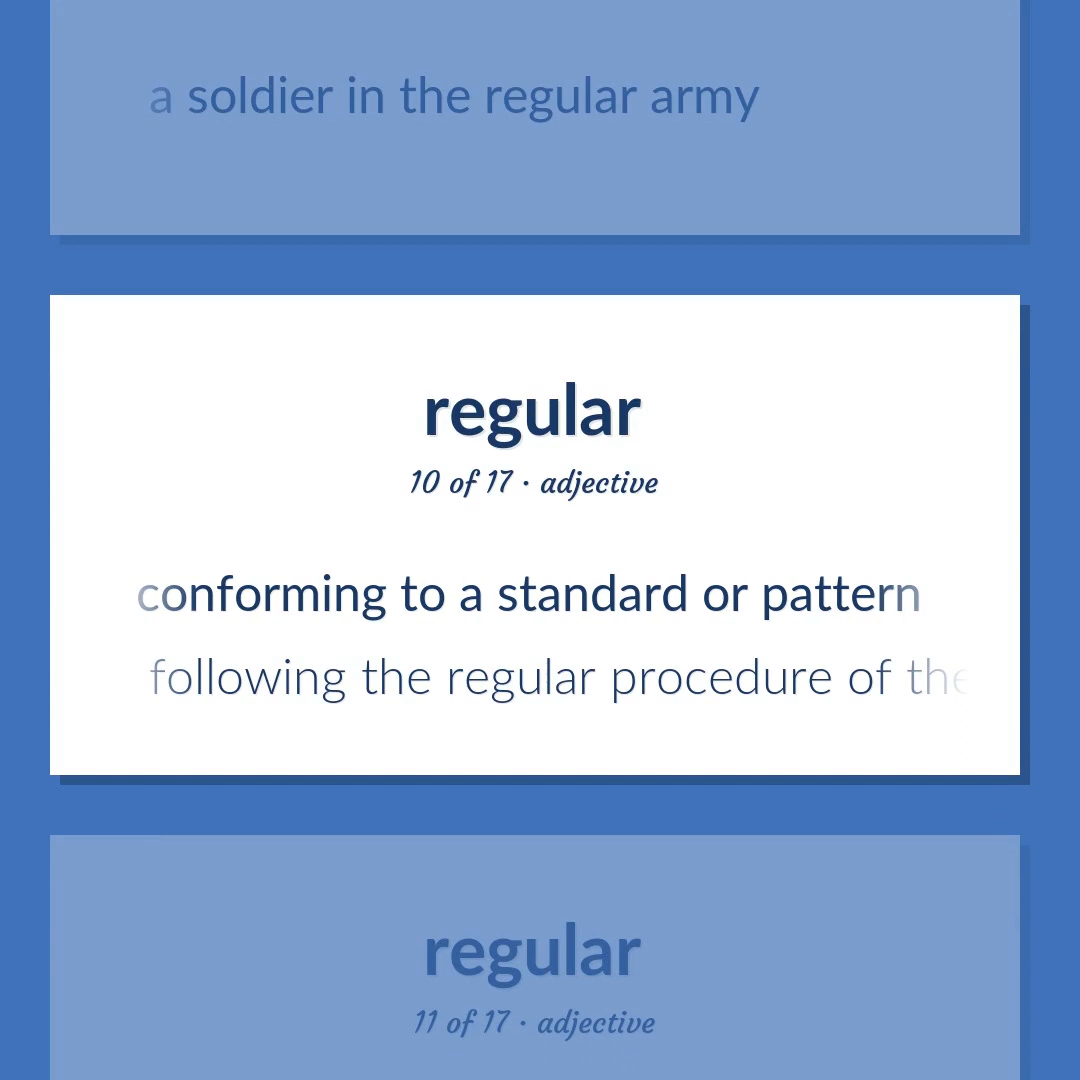 a soldier in the regular army
regular
10 of 17 · adjective
conforming to a standard or pattern
following the regular procedure of the
regular
11 of 17 · adjective